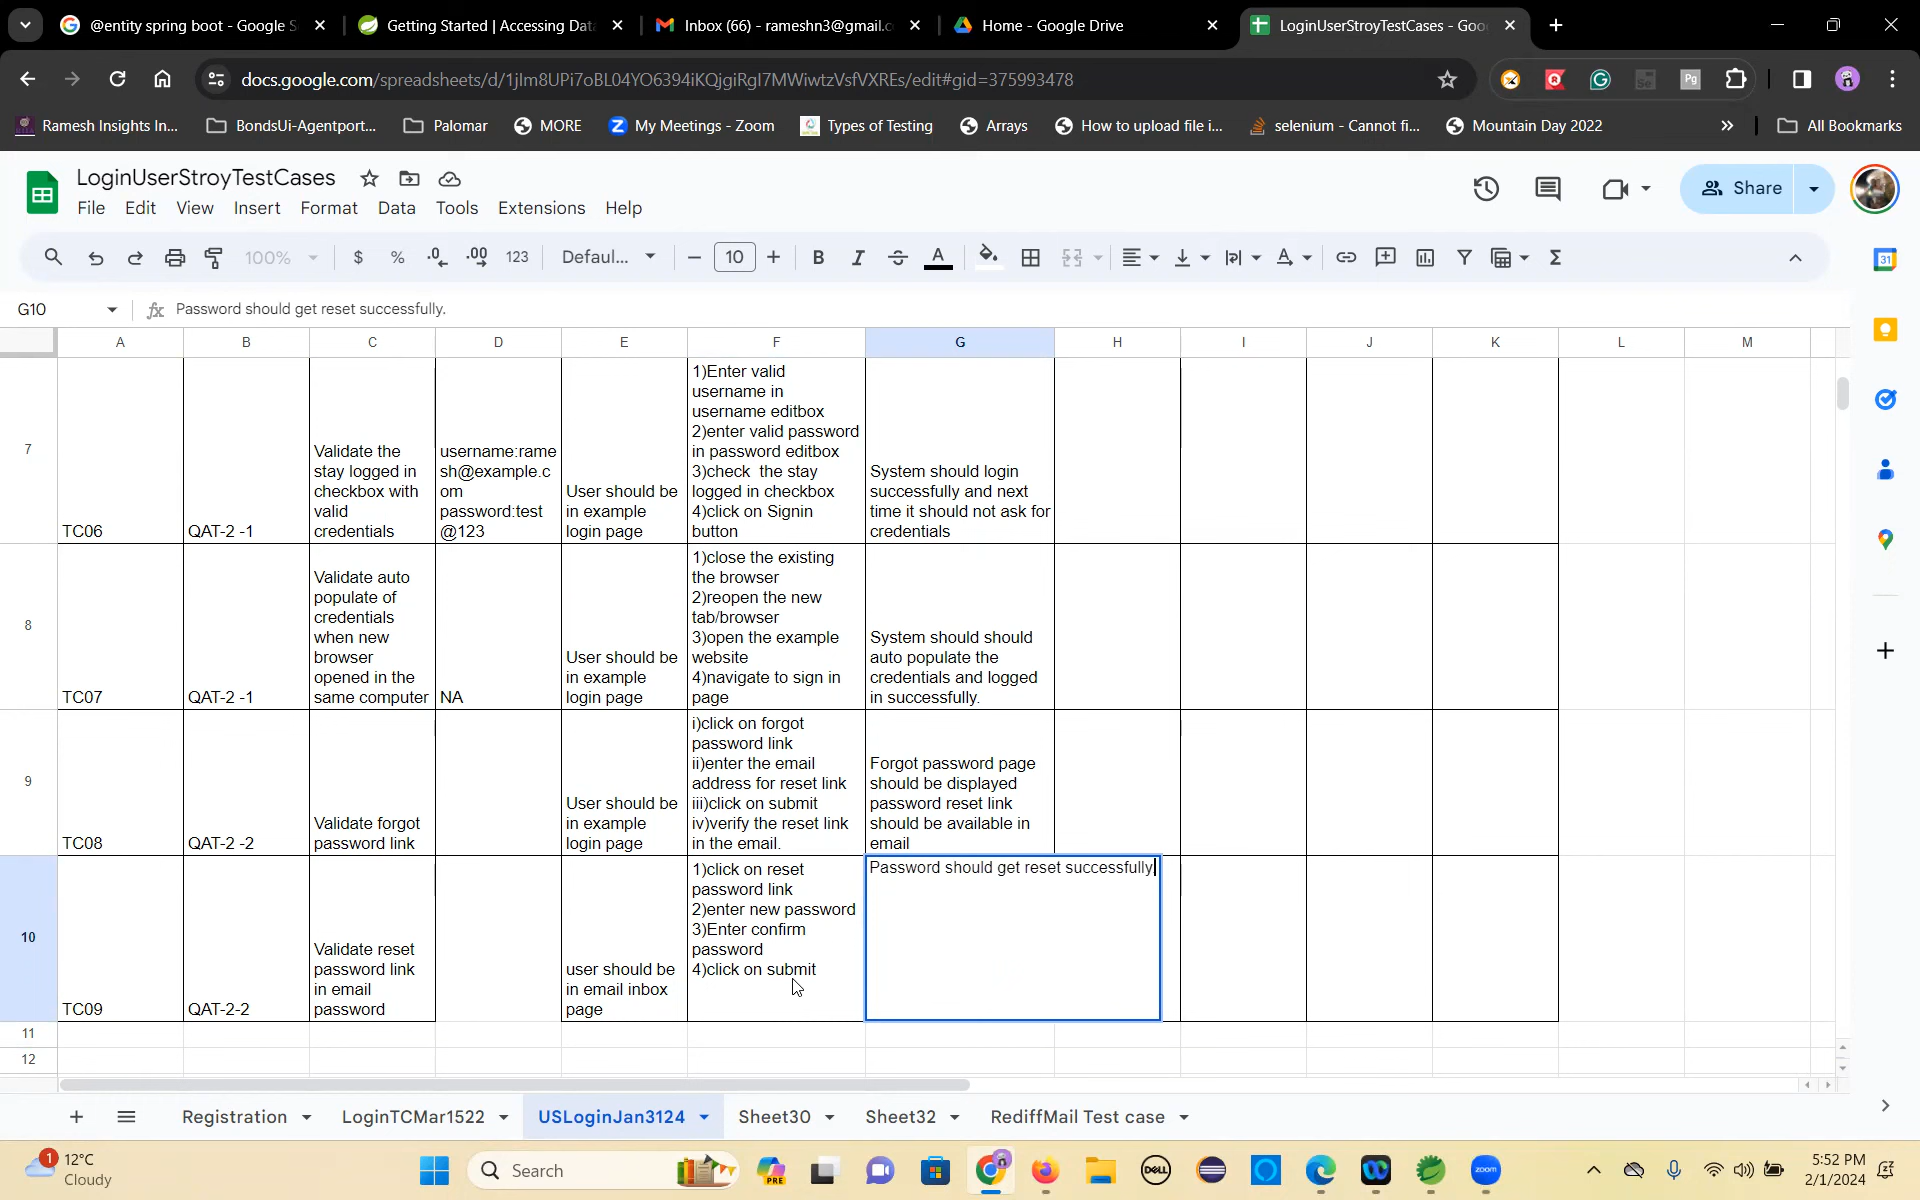 @entity spring boot - Google S
Getting Started | Accessing Data
Inbox (66) - rameshn3@gmail.c
Home - Google Drive
LoginUserStroyTestCases - Goo
docs.google.com/spreadsheets/d/1jIm8UPi7oBL04YO6394iKQjgiRgI7MWiwtzVsfVXREs/edit#gid=375993478
Ramesh Insights In...
BondsUi-Agentport...
Palomar
MORE
My Meetings - Zoom
Types of Testing
Arrays
How to upload file i...
selenium - Cannot fi...
Mountain Day 2022
All Bookmarks
LoginUserStroyTestCases
File Edit View Insert Format Data Tools Extensions Help
Share
100%
$ % .0 .00 123
Defaul...
10
B I A
31
G10
fx Password should get reset successfully.
A B C D E F G H I J K L M
7
TC06
QAT-2 -1
Validate the
stay logged in
checkbox with
valid
credentials
username:rame
sh@example.c
om
password:test
@123
User should be
in example
login page
1)Enter valid
username in
username editbox
2)enter valid password
in password editbox
3)check the stay
logged in checkbox
4)click on Signin
button
System should login
successfully and next
time it should not ask for
credentials
8
TC07
QAT-2 -1
Validate auto
populate of
credentials
when new
browser
opened in the
same computer
NA
User should be
in example
login page
1)close the existing
the browser
2)reopen the new
tab/browser
3)open the example
website
4)navigate to sign in
page
System should should
auto populate the
credentials and logged
in successfully.
9
TC08
QAT-2 -2
Validate forgot
password link
User should be
in example
login page
i)click on forgot
password link
ii)enter the email
address for reset link
iii)click on submit
iv)verify the reset link
in the email.
Forgot password page
should be displayed
password reset link
should be available in
email
10
TC09
QAT-2-2
Validate reset
password link
in email
password
user should be
in email inbox
page
1)click on reset
password link
2)enter new password
3)Enter confirm
password
4)click on submit
Password should get reset successfully
11
12
Registration
LoginTCMar1522
USLoginJan3124
Sheet30
Sheet32
RediffMail Test case
1
12°C
Cloudy
Search
PRE
DELL
zoom
5:52 PM
2/1/2024